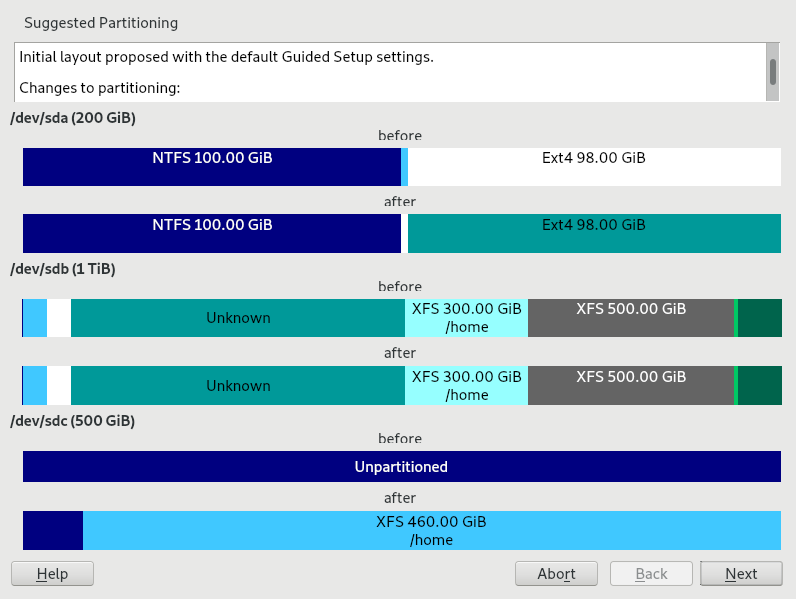 Suggested Partitioning
Initial layout proposed with the default Guided Setup settings.
Changes to partitioning:
/dev/sda (200 GiB)
before
NTFS 100.00 GiB
Ext4 98.00 GiB
after
NTFS 100.00 GiB
Ext4 98.00 GiB
/dev/sdb (1 TiB)
before
Unknown
XFS 300.00 GiB
/home
XFS 500.00 GiB
after
Unknown
XFS 300.00 GiB
/home
XFS 500.00 GiB
/dev/sdc (500 GiB)
before
Unpartitioned
after
XFS 460.00 GiB
/home
Help
Abort
Back
Next